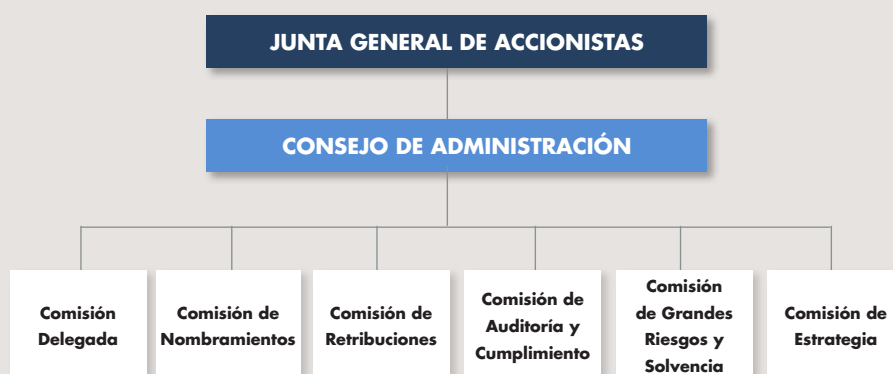 JUNTA GENERAL DE ACCIONISTAS
CONSEJO DE ADMINISTRACIÓN
Comisión
Delegada
Comisión de
Nombramientos
Comisión de
Retribuciones
Comisión de
Auditoría y
Cumplimiento
Comisión
de Grandes
Riesgos y
Solvencia
Comisión de
Estrategia